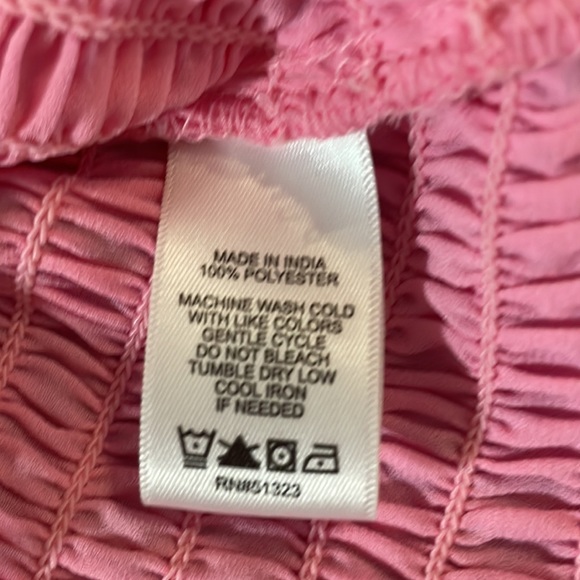 MADE IN INDIA
100% POLYESTER
MACHINE WASH COLD
WITH LIKE COLORS
GENTLE CYCLE
DO NOT BLEACH
TUMBLE DRY LOW
COOL IRON
IF NEEDED
RN#851323